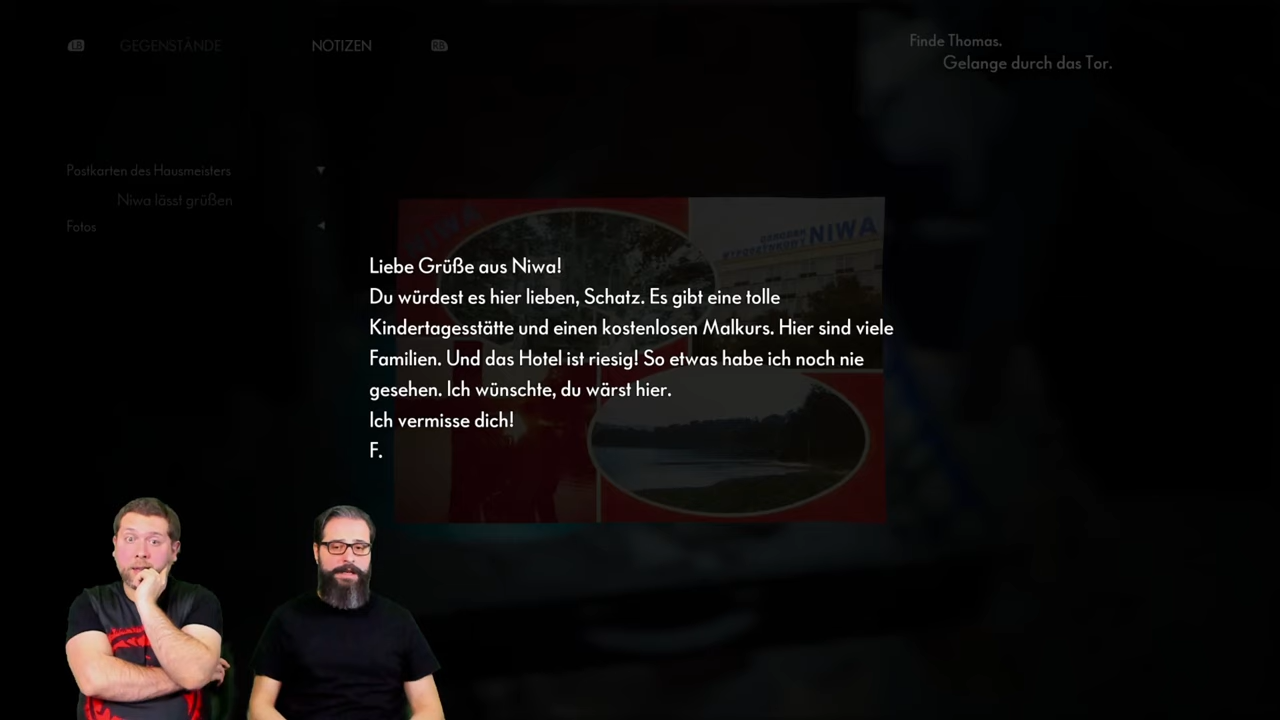 LB
GEGENSTÄNDE
NOTIZEN
RB
Finde Thomas.
Gelange durch das Tor.
Postkarten des Hausmeisters
Niwa lässt grüßen
Fotos
NIWA
NIWA
Liebe Grüße aus Niwa!
Du würdest es hier lieben, Schatz. Es gibt eine tolle
Kindertagesstätte und einen kostenlosen Malkurs. Hier sind viele
Familien. Und das Hotel ist riesig! So etwas habe ich noch nie
gesehen. Ich wünschte, du wärst hier.
Ich vermisse dich!
F.